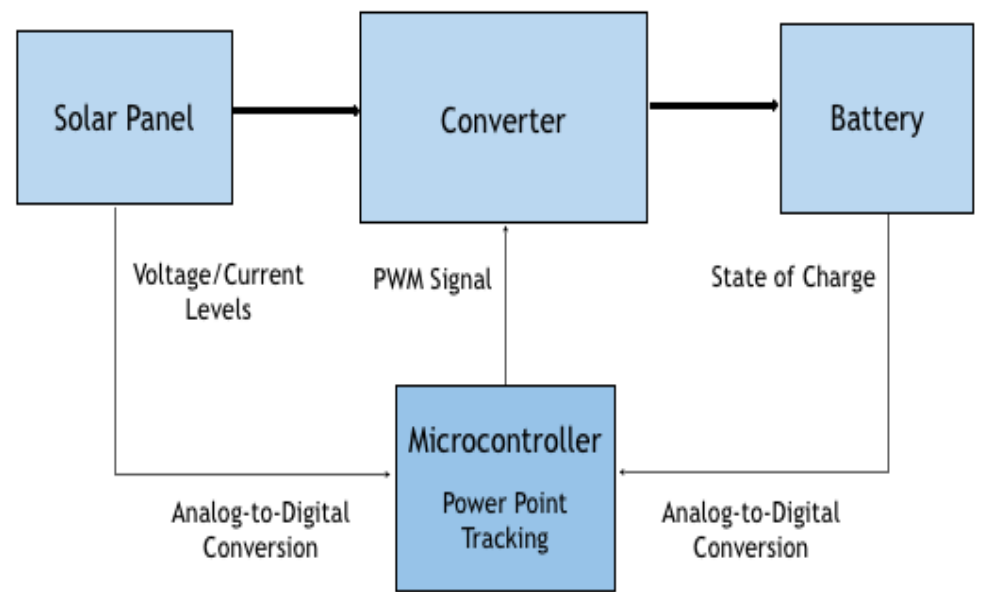 Solar Panel
Converter
Battery
Voltage/Current
Levels
PWM Signal
State of Charge
Microcontroller
Power Point
Tracking
Analog-to-Digital
Conversion
Analog-to-Digital
Conversion